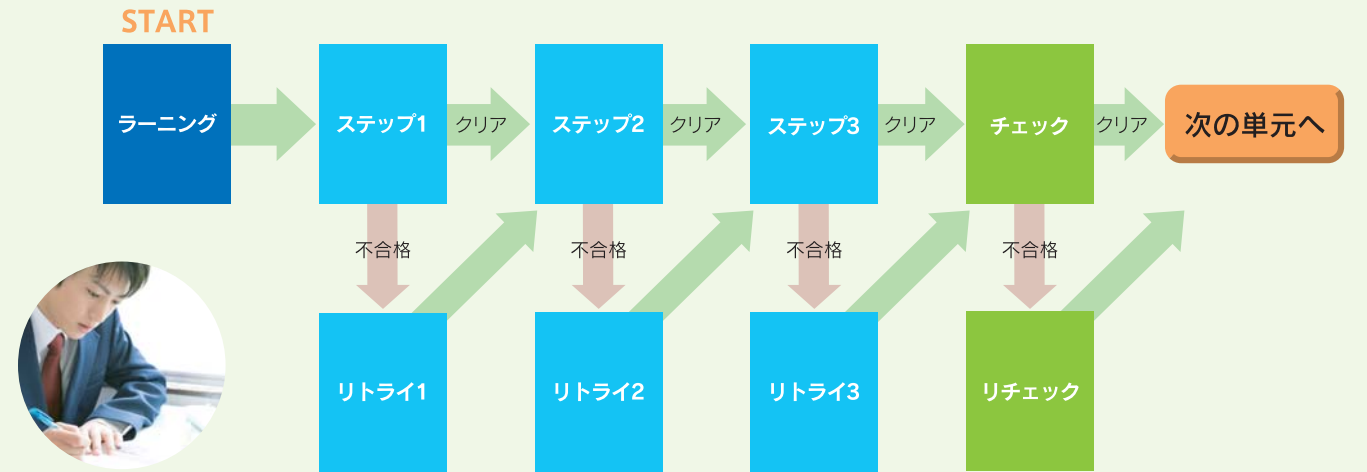 START
ラーニング
ステップ1
クリア
ステップ2
クリア
ステップ3
クリア
チェック
クリア
次の単元へ
不合格
不合格
不合格
不合格
リトライ1
リトライ2
リトライ3
リチェック